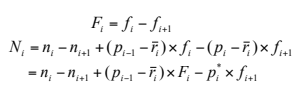 F_i = f_i − f_{i+1}
N_i = n_i − n_{i+1} + (p_{i−1} − r̄_i) × f_i − (p_i − r̄_i) × f_{i+1}
= n_i − n_{i+1} + (p_{i−1} − r̄_i) × F_i − p_i^* × f_{i+1}